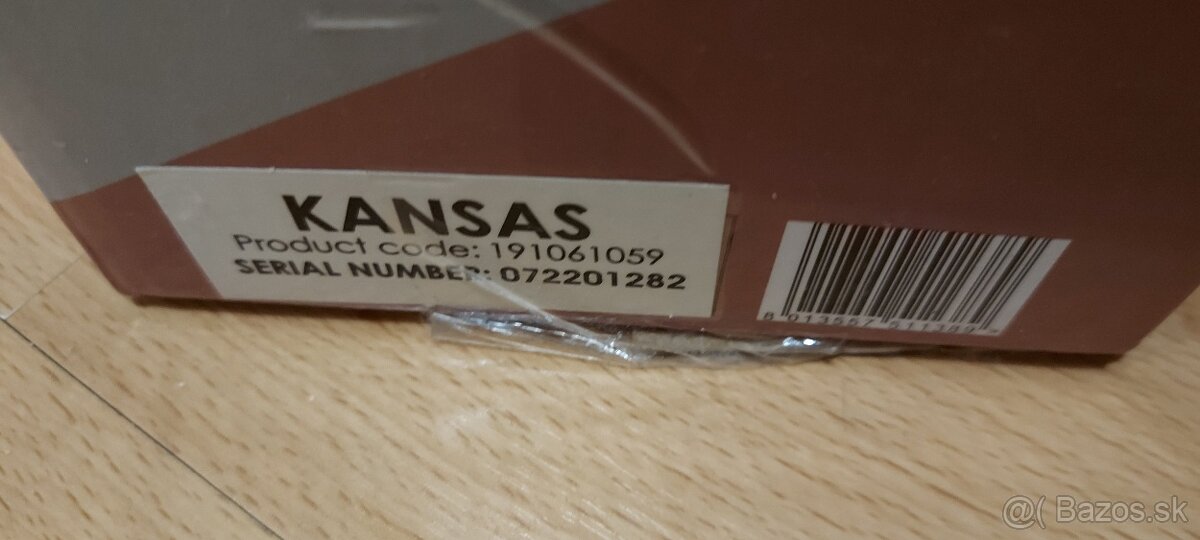 KANSAS
Product code: 191061059
SERIAL NUMBER: 072201282
@( Bazos.sk